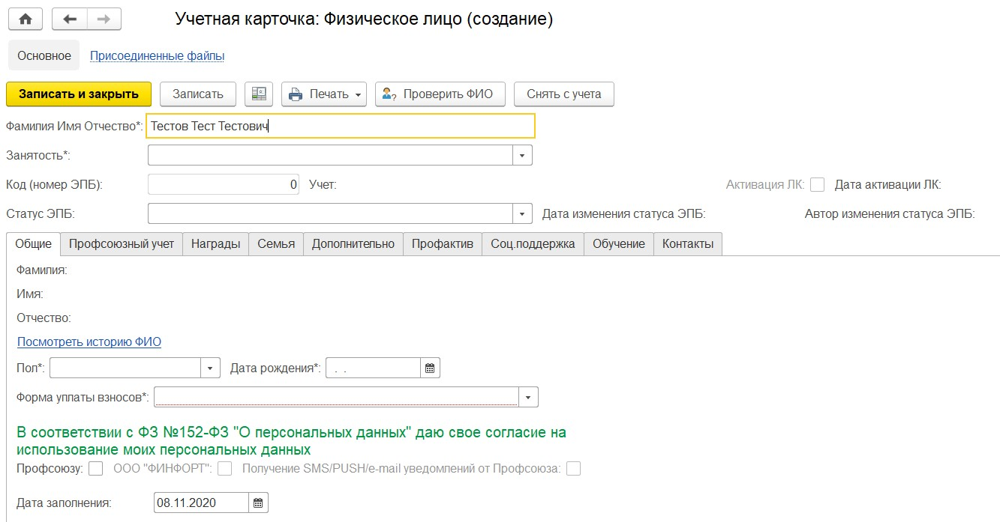 Учетная карточка: Физическое лицо (создание)
Основное Присоединенные файлы
Записать и закрыть Записать Печать Проверить ФИО Снять с учета
Фамилия Имя Отчество*: Тестов Тест Тестович
Занятость*:
Код (номер ЭПБ): 0 Учет: Активация ЛК: Дата активации ЛК:
Статус ЭПБ: Дата изменения статуса ЭПБ: Автор изменения статуса ЭПБ:
Общие Профсоюзный учет Награды Семья Дополнительно Профактив Соц.поддержка Обучение Контакты
Фамилия:
Имя:
Отчество:
Посмотреть историю ФИО
Пол*: Дата рождения*: . .
Форма уплаты взносов*:
В соответствии с ФЗ №152-ФЗ "О персональных данных" даю свое согласие на
использование моих персональных данных
Профсоюзу: ООО "ФИНФОРТ": Получение SMS/PUSH/e-mail уведомлений от Профсоюза:
Дата заполнения: 08.11.2020